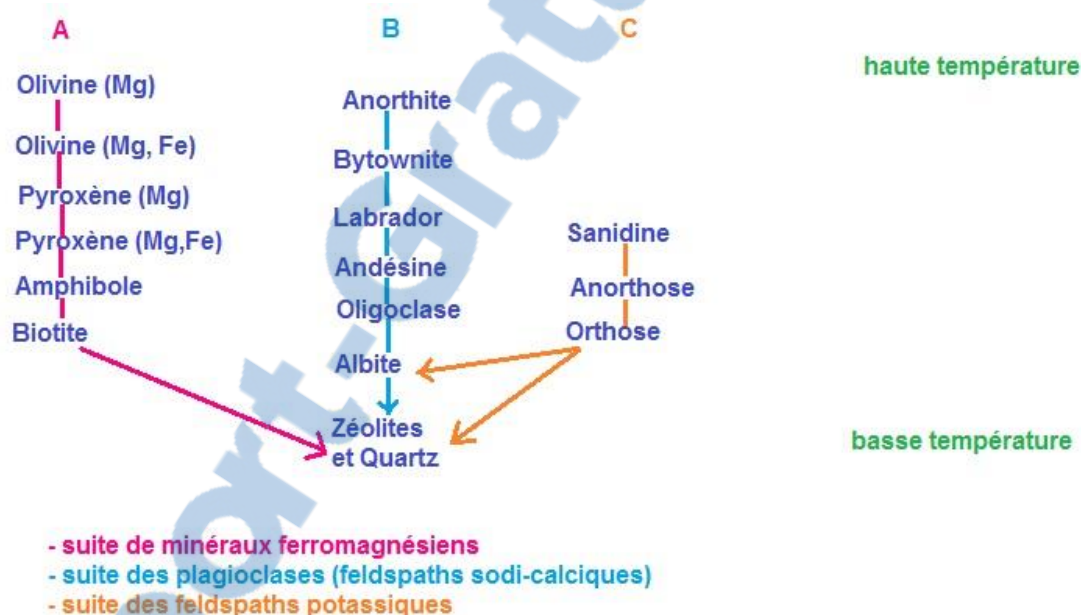 A B C
haute température
Olivine (Mg)
Anorthite
Olivine (Mg, Fe)
Bytownite
Pyroxène (Mg)
Labrador
Sanidine
Pyroxène (Mg,Fe)
Andésine
Amphibole
Anorthose
Oligoclase
Biotite
Orthose
Albite
Zéolites
et Quartz
basse température
- suite de minéraux ferromagnésiens
- suite des plagioclases (feldspaths sodi-calciques)
- suite des feldspaths potassiques